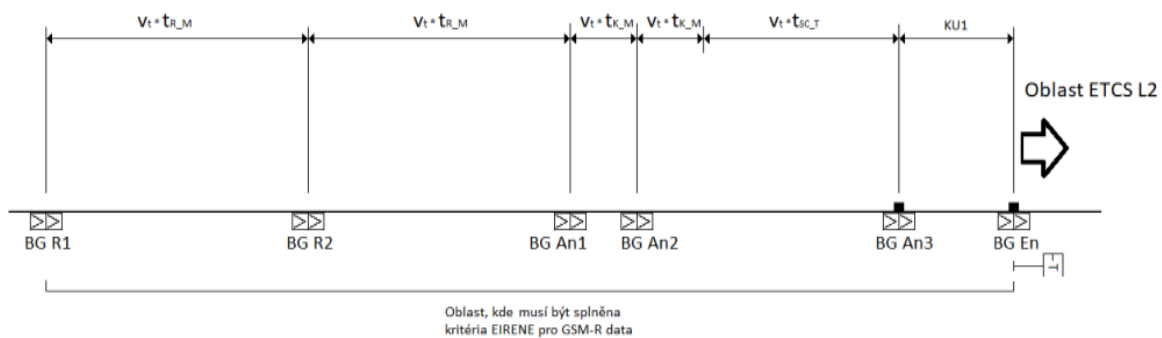 vt * tR_M
vt * tR_M
vt * tK_M
vt * tK_M
vt * tSC_T
KU1
Oblast ETCS L2
BG R1
BG R2
BG An1
BG An2
BG An3
BG En
T
Oblast, kde musí být splněna
kritéria EIRENE pro GSM-R data